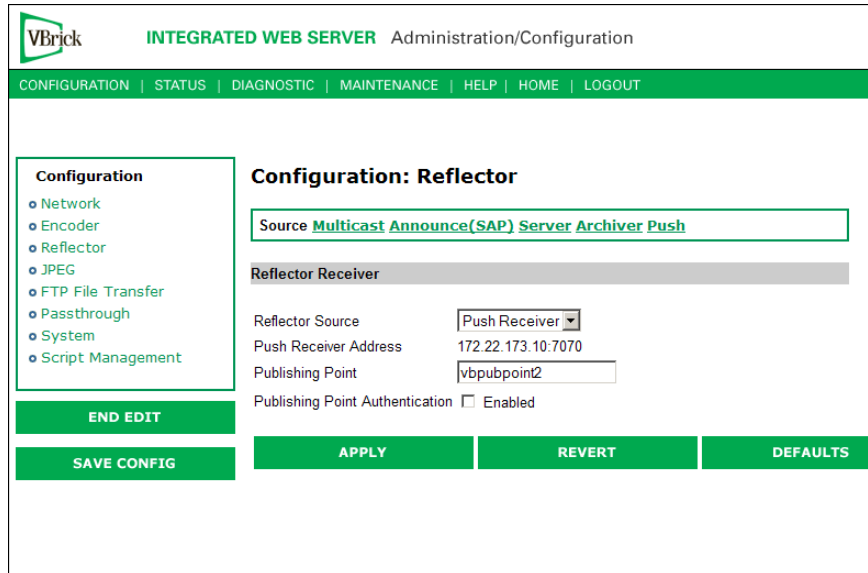 VBrick INTEGRATED WEB SERVER Administration/Configuration
CONFIGURATION | STATUS | DIAGNOSTIC | MAINTENANCE | HELP | HOME | LOGOUT
Configuration
Network
Encoder
Reflector
JPEG
FTP File Transfer
Passthrough
System
Script Management
END EDIT
SAVE CONFIG
Configuration: Reflector
Source Multicast Announce(SAP) Server Archiver Push
Reflector Receiver
Reflector Source Push Receiver
Push Receiver Address 172.22.173.10:7070
Publishing Point vbpubpoint2
Publishing Point Authentication Enabled
APPLY REVERT DEFAULTS